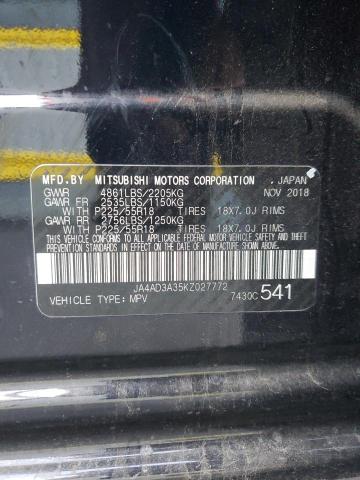 MFD.BY MITSUBISHI MOTORS CORPORATION . JAPAN
GVWR 4861LBS/2205KG NOV 2018
GAWR FR 2535LBS/1150KG
WITH P225/55R18 TIRES 18X7.0J RIMS
GAWR RR 2756LBS/1250KG
WITH P225/55R18 TIRES 18X7.0J RIMS
THIS VEHICLE CONFORMS TO ALL APPLICABLE
FEDERAL MOTOR VEHICLE SAFETY, BUMPER, AND THEFT
PREVENTION STANDARDS IN EFFECT ON THE DATE OF
MANUFACTURE SHOWN ABOVE.
JA4AD3A35KZ027772
VEHICLE TYPE: MPV 7430C 541